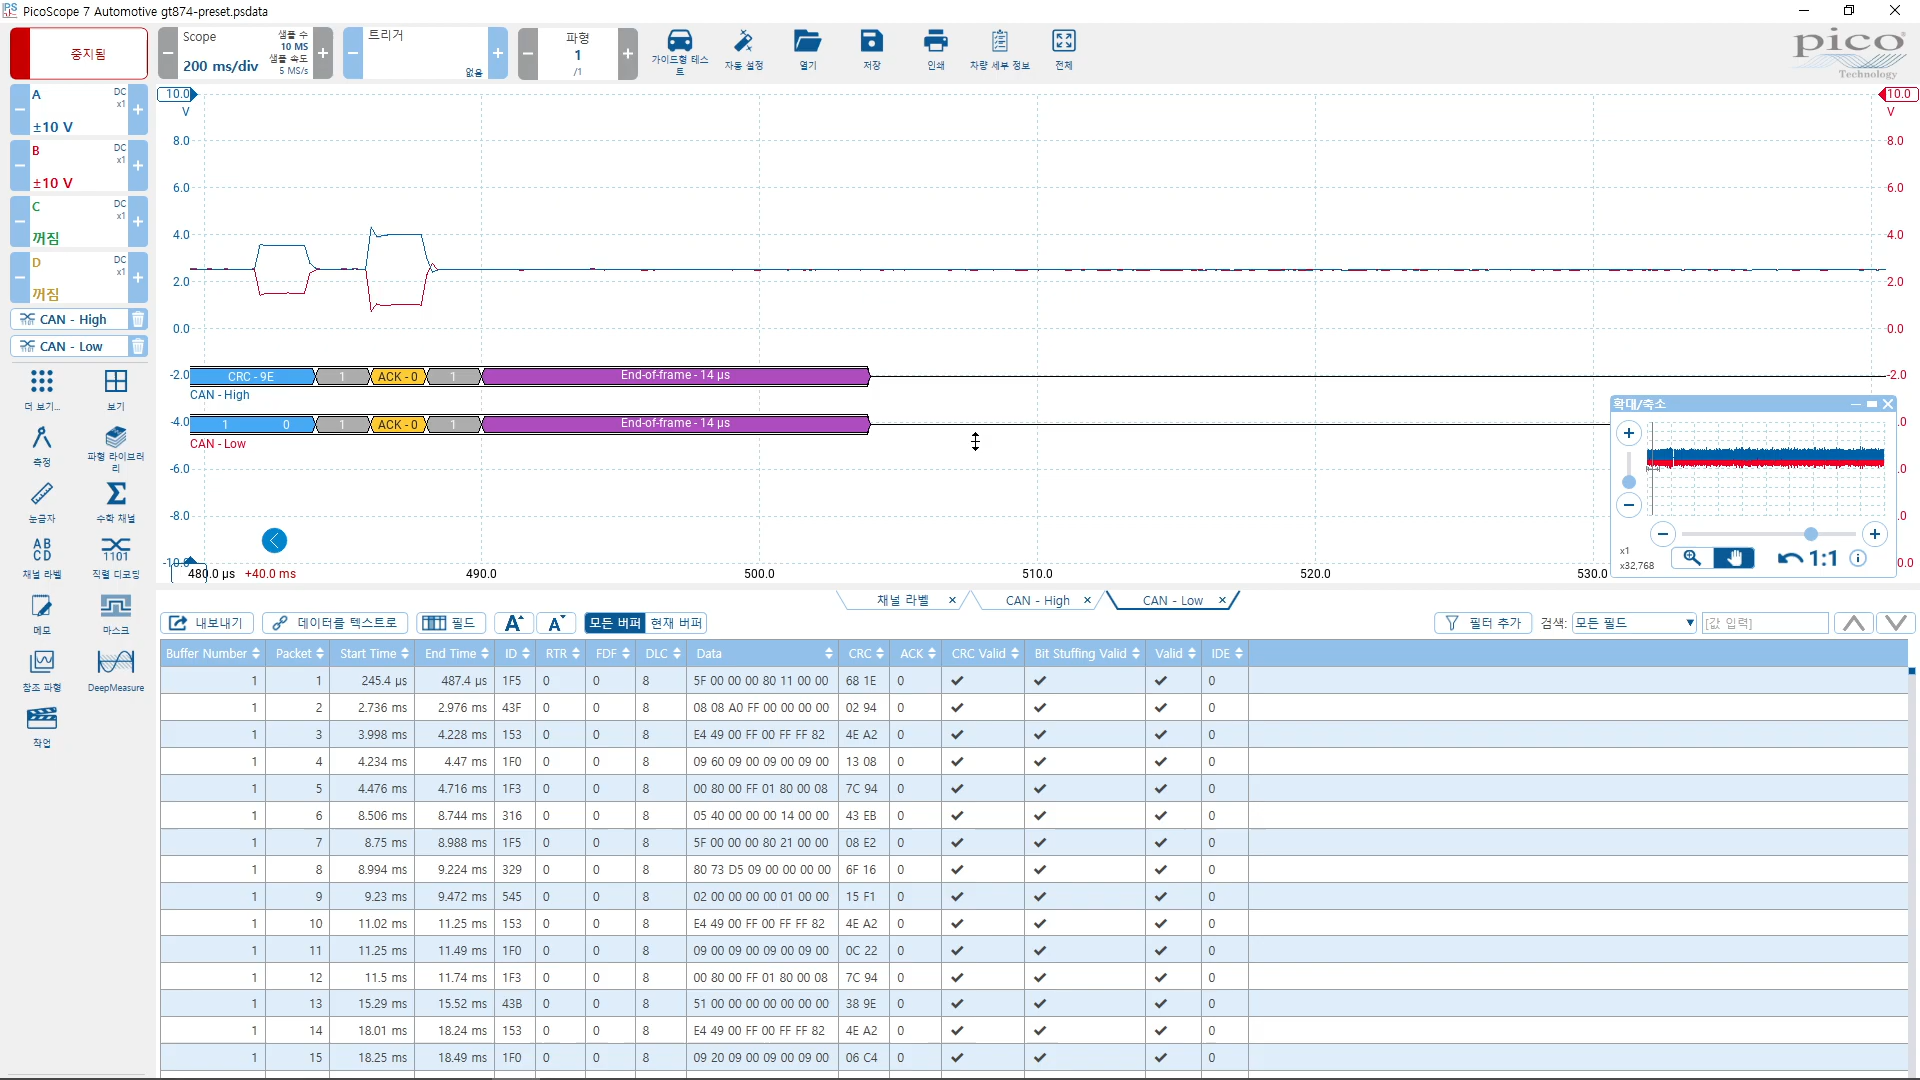 PicoScope 7 Automotive gt874-preset.psdata
중지됨
Scope
200 ms/div
샘플 수
10 MS
샘플 속도
5 MS/s
트리거
없음
파형
1
/1
가이드형 테스
트
자동 설정
열기
저장
인쇄
차량 세부 정보
전체
pico
Technology
A
DC
x1
±10 V
B
DC
x1
±10 V
C
DC
x1
꺼짐
D
DC
x1
꺼짐
CAN - High
CAN - Low
더 보기...
보기
측정
파형 라이브러
리
눈금자
수학 채널
ABCD
채널 라벨
1101
직렬 디코딩
메모
마스크
참조 파형
DeepMeasure
작업
10.0
V
8.0
6.0
4.0
2.0
0.0
-2.0
-4.0
-6.0
-8.0
-10.0
10.0
V
8.0
6.0
4.0
2.0
0.0
-2.0
CRC - 9E
1
ACK - 0
1
End-of-frame - 14 µs
CAN - High
1
0
1
ACK - 0
1
End-of-frame - 14 µs
CAN - Low
480.0 µs
+40.0 ms
490.0
500.0
510.0
520.0
530.0
확대/축소
x1
x32,768
1:1
채널 라벨
CAN - High
CAN - Low
내보내기
데이터를 텍스트로
필드
A
A
모든 버퍼
현재 버퍼
필터 추가
검색:
모든 필드
[값 입력]
Buffer Number Packet Start Time End Time ID RTR FDF DLC Data CRC ACK CRC Valid Bit Stuffing Valid Valid IDE
1 1 245.4 µs 487.4 µs 1F5 0 0 8 5F 00 00 00 80 11 00 00 68 1E 0 ✔ ✔ ✔ 0
1 2 2.736 ms 2.976 ms 43F 0 0 8 08 08 A0 FF 00 00 00 00 02 94 0 ✔ ✔ ✔ 0
1 3 3.998 ms 4.228 ms 153 0 0 8 E4 49 00 FF 00 FF FF 82 4E A2 0 ✔ ✔ ✔ 0
1 4 4.234 ms 4.47 ms 1F0 0 0 8 09 60 09 00 09 00 09 00 13 08 0 ✔ ✔ ✔ 0
1 5 4.476 ms 4.716 ms 1F3 0 0 8 00 80 00 FF 01 80 00 08 7C 94 0 ✔ ✔ ✔ 0
1 6 8.506 ms 8.744 ms 316 0 0 8 05 40 00 00 00 14 00 00 43 EB 0 ✔ ✔ ✔ 0
1 7 8.75 ms 8.988 ms 1F5 0 0 8 5F 00 00 00 80 21 00 00 08 E2 0 ✔ ✔ ✔ 0
1 8 8.994 ms 9.224 ms 329 0 0 8 80 73 D5 09 00 00 00 00 6F 16 0 ✔ ✔ ✔ 0
1 9 9.23 ms 9.472 ms 545 0 0 8 02 00 00 00 00 01 00 00 15 F1 0 ✔ ✔ ✔ 0
1 10 11.02 ms 11.25 ms 153 0 0 8 E4 49 00 FF 00 FF FF 82 4E A2 0 ✔ ✔ ✔ 0
1 11 11.25 ms 11.49 ms 1F0 0 0 8 09 00 09 00 09 00 09 00 0C 22 0 ✔ ✔ ✔ 0
1 12 11.5 ms 11.74 ms 1F3 0 0 8 00 80 00 FF 01 80 00 08 7C 94 0 ✔ ✔ ✔ 0
1 13 15.29 ms 15.52 ms 43B 0 0 8 51 00 00 00 00 00 00 00 38 9E 0 ✔ ✔ ✔ 0
1 14 18.01 ms 18.24 ms 153 0 0 8 E4 49 00 FF 00 FF FF 82 4E A2 0 ✔ ✔ ✔ 0
1 15 18.25 ms 18.49 ms 1F0 0 0 8 09 20 09 00 09 00 09 00 06 C4 0 ✔ ✔ ✔ 0